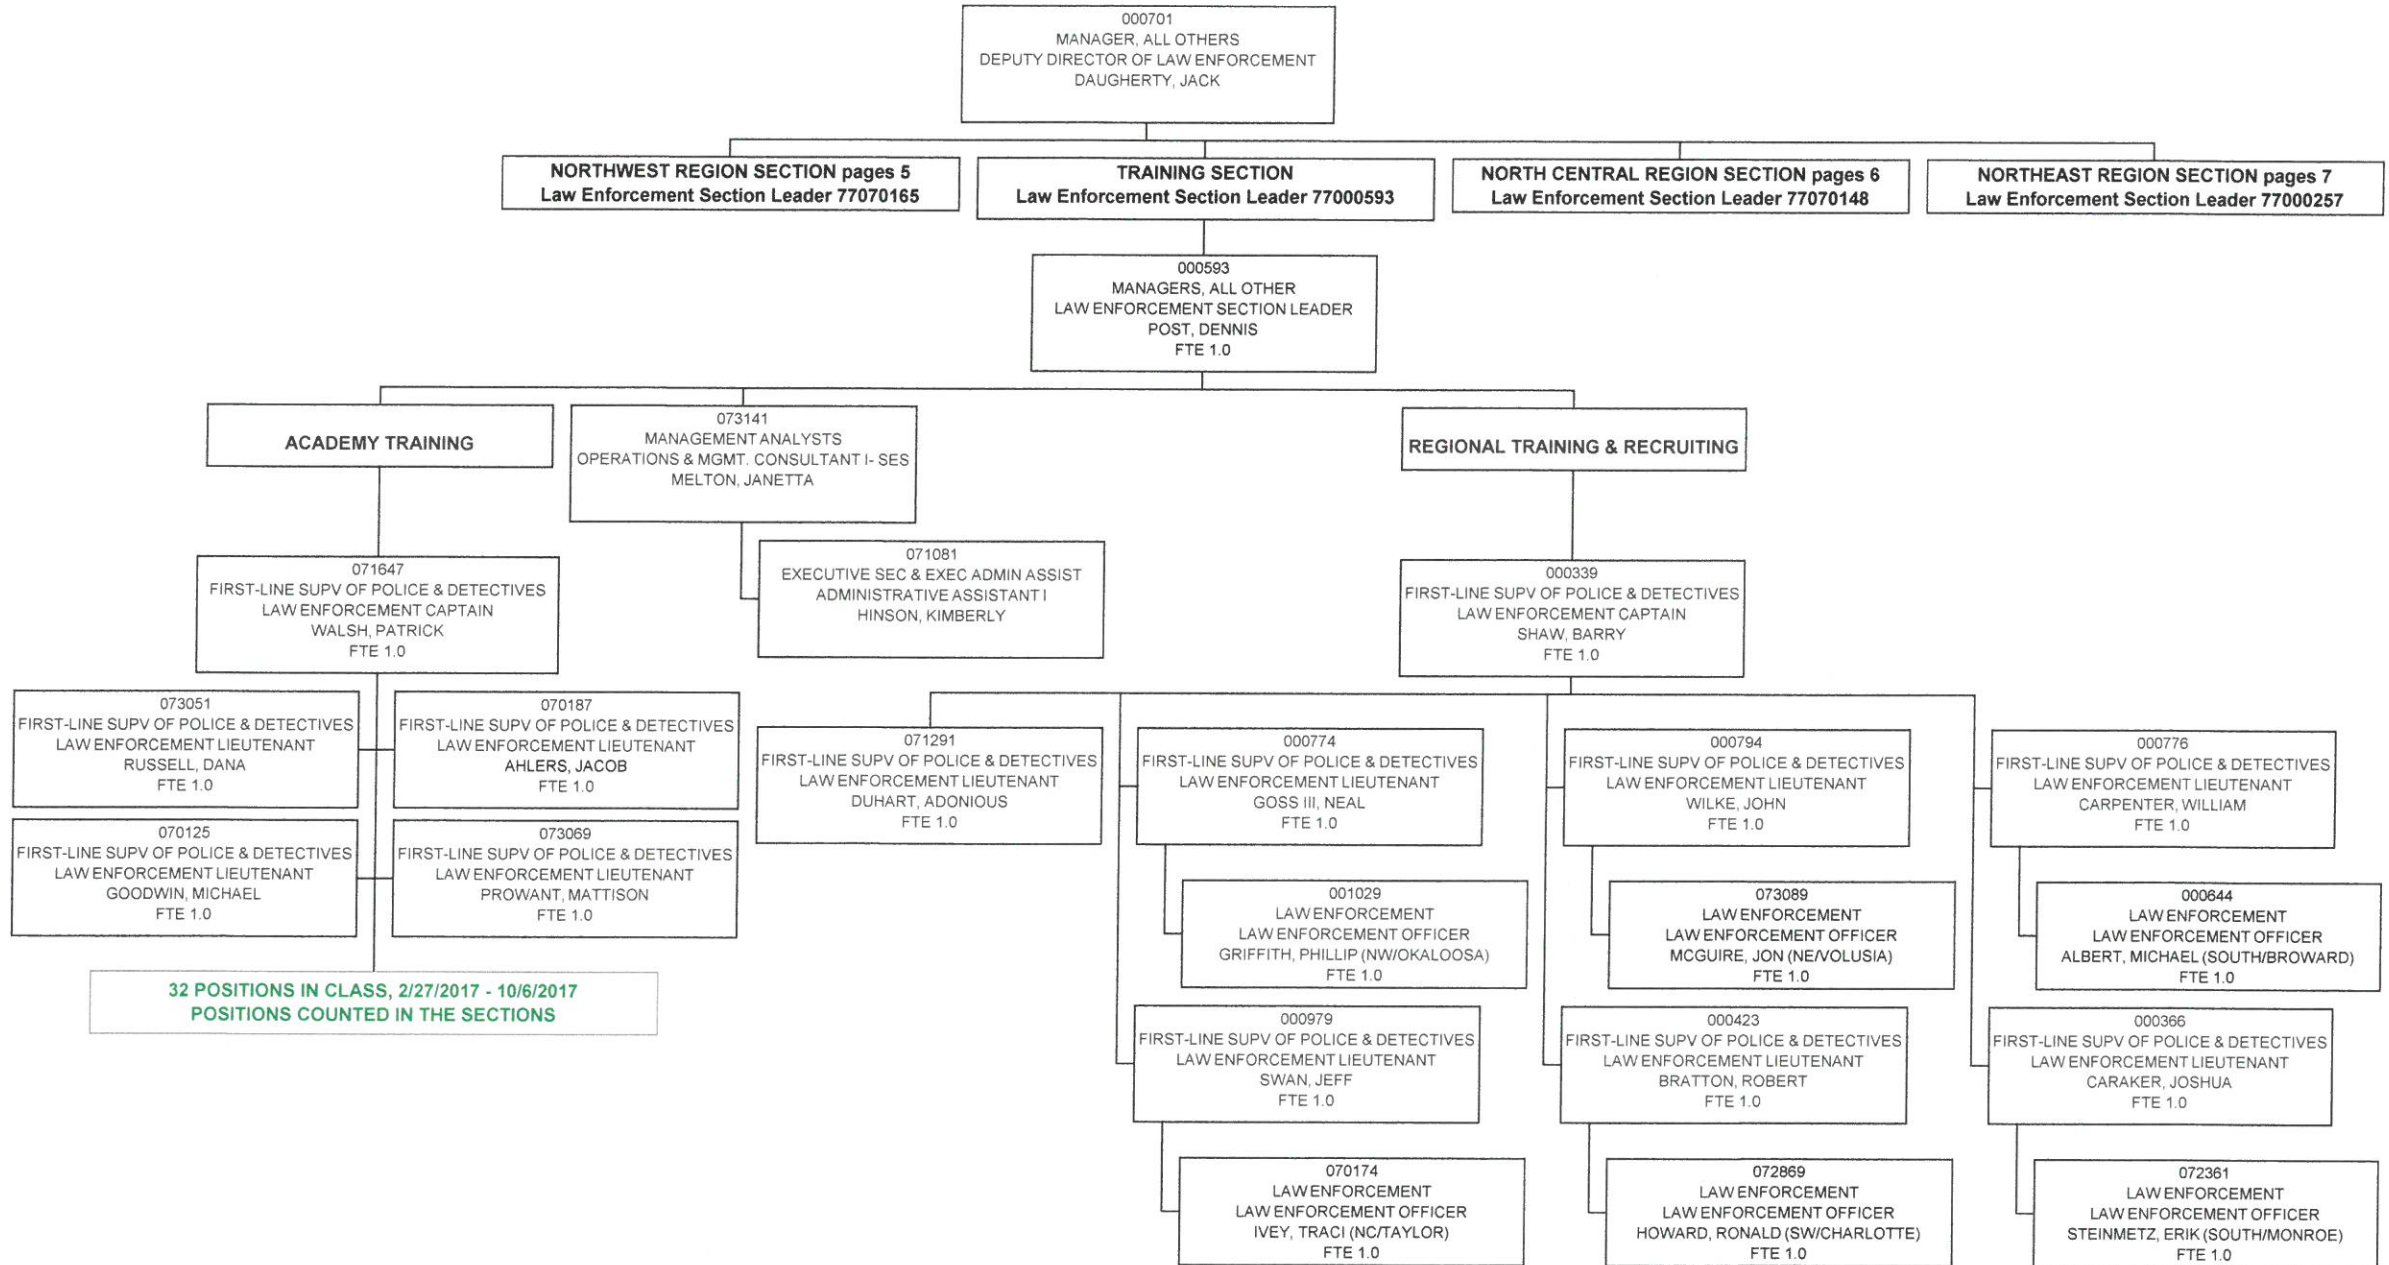 000701
MANAGER, ALL OTHERS
DEPUTY DIRECTOR OF LAW ENFORCEMENT
DAUGHERTY, JACK
NORTHWEST REGION SECTION pages 5
Law Enforcement Section Leader 77070165
TRAINING SECTION
Law Enforcement Section Leader 77000593
NORTH CENTRAL REGION SECTION pages 6
Law Enforcement Section Leader 77070148
NORTHEAST REGION SECTION pages 7
Law Enforcement Section Leader 77000257
000593
MANAGERS, ALL OTHER
LAW ENFORCEMENT SECTION LEADER
POST, DENNIS
FTE 1.0
ACADEMY TRAINING
073141
MANAGEMENT ANALYSTS
OPERATIONS & MGMT. CONSULTANT I- SES
MELTON, JANETTA
REGIONAL TRAINING & RECRUITING
071647
FIRST-LINE SUPV OF POLICE & DETECTIVES
LAW ENFORCEMENT CAPTAIN
WALSH, PATRICK
FTE 1.0
071081
EXECUTIVE SEC & EXEC ADMIN ASSIST
ADMINISTRATIVE ASSISTANT I
HINSON, KIMBERLY
000339
FIRST-LINE SUPV OF POLICE & DETECTIVES
LAW ENFORCEMENT CAPTAIN
SHAW, BARRY
FTE 1.0
073051
FIRST-LINE SUPV OF POLICE & DETECTIVES
LAW ENFORCEMENT LIEUTENANT
RUSSELL, DANA
FTE 1.0
070187
FIRST-LINE SUPV OF POLICE & DETECTIVES
LAW ENFORCEMENT LIEUTENANT
AHLERS, JACOB
FTE 1.0
070125
FIRST-LINE SUPV OF POLICE & DETECTIVES
LAW ENFORCEMENT LIEUTENANT
GOODWIN, MICHAEL
FTE 1.0
073069
FIRST-LINE SUPV OF POLICE & DETECTIVES
LAW ENFORCEMENT LIEUTENANT
PROWANT, MATTISON
FTE 1.0
32 POSITIONS IN CLASS, 2/27/2017 - 10/6/2017
POSITIONS COUNTED IN THE SECTIONS
071291
FIRST-LINE SUPV OF POLICE & DETECTIVES
LAW ENFORCEMENT LIEUTENANT
DUHART, ADONIOUS
FTE 1.0
000774
FIRST-LINE SUPV OF POLICE & DETECTIVES
LAW ENFORCEMENT LIEUTENANT
GOSS III, NEAL
FTE 1.0
000794
FIRST-LINE SUPV OF POLICE & DETECTIVES
LAW ENFORCEMENT LIEUTENANT
WILKE, JOHN
FTE 1.0
000776
FIRST-LINE SUPV OF POLICE & DETECTIVES
LAW ENFORCEMENT LIEUTENANT
CARPENTER, WILLIAM
FTE 1.0
001029
LAW ENFORCEMENT
LAW ENFORCEMENT OFFICER
GRIFFITH, PHILLIP (NW/OKALOOSA)
FTE 1.0
073089
LAW ENFORCEMENT
LAW ENFORCEMENT OFFICER
MCGUIRE, JON (NE/VOLUSIA)
FTE 1.0
000644
LAW ENFORCEMENT
LAW ENFORCEMENT OFFICER
ALBERT, MICHAEL (SOUTH/BROWARD)
FTE 1.0
000979
FIRST-LINE SUPV OF POLICE & DETECTIVES
LAW ENFORCEMENT LIEUTENANT
SWAN, JEFF
FTE 1.0
000423
FIRST-LINE SUPV OF POLICE & DETECTIVES
LAW ENFORCEMENT LIEUTENANT
BRATTON, ROBERT
FTE 1.0
000366
FIRST-LINE SUPV OF POLICE & DETECTIVES
LAW ENFORCEMENT LIEUTENANT
CARAKER, JOSHUA
FTE 1.0
070174
LAW ENFORCEMENT
LAW ENFORCEMENT OFFICER
IVEY, TRACI (NC/TAYLOR)
FTE 1.0
072869
LAW ENFORCEMENT
LAW ENFORCEMENT OFFICER
HOWARD, RONALD (SW/CHARLOTTE)
FTE 1.0
072361
LAW ENFORCEMENT
LAW ENFORCEMENT OFFICER
STEINMETZ, ERIK (SOUTH/MONROE)
FTE 1.0